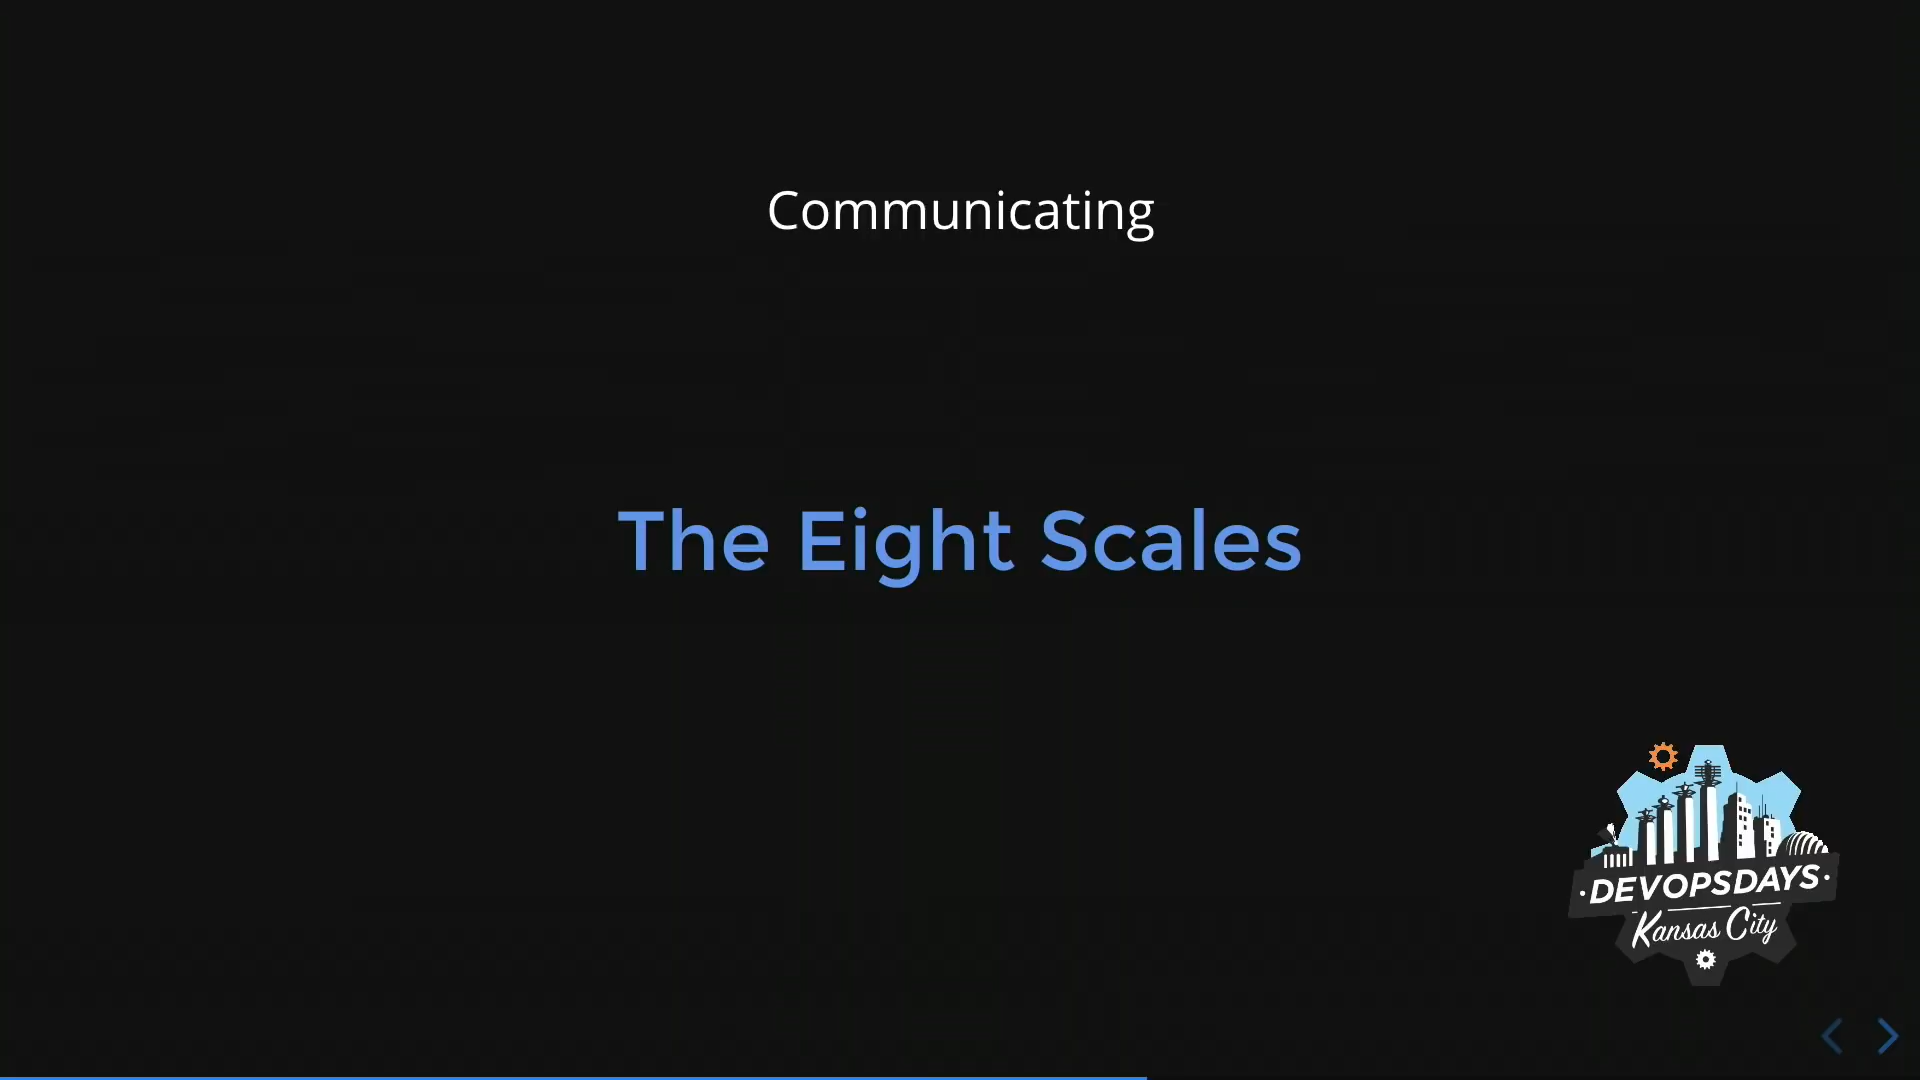 Communicating
The Eight Scales
·DEVOPSDAYS·
Kansas City